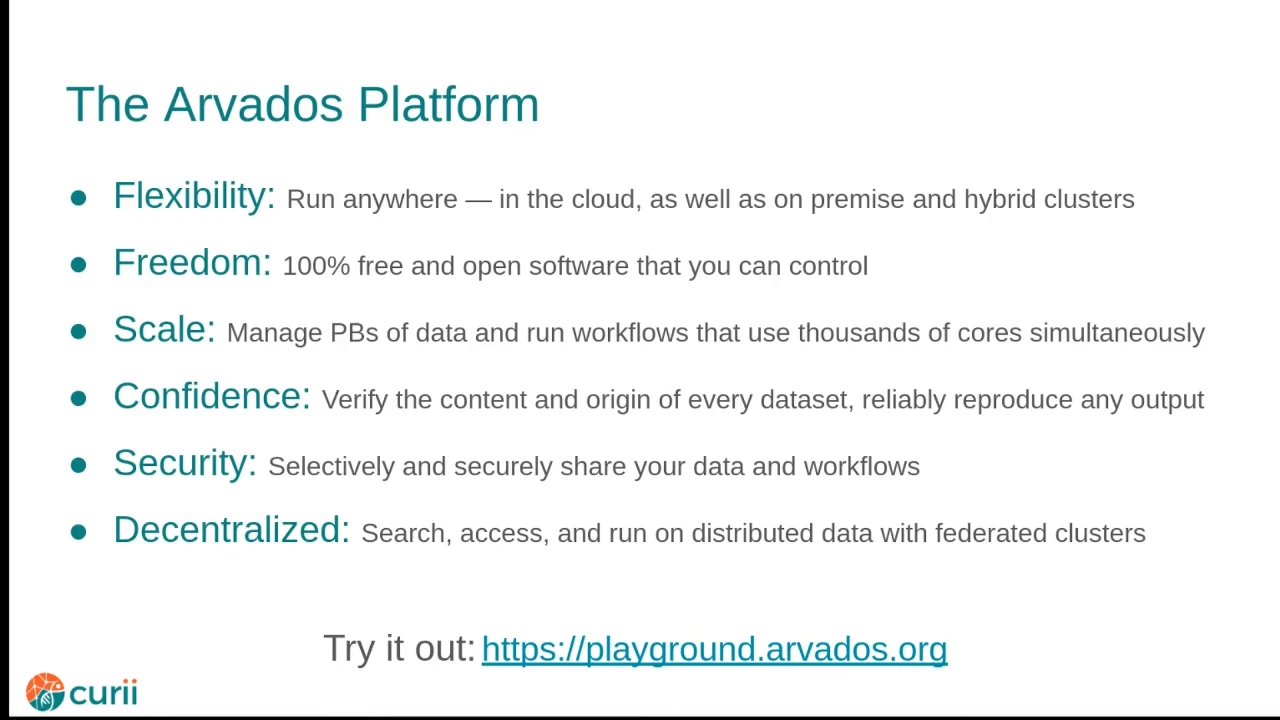 The Arvados Platform
● Flexibility: Run anywhere — in the cloud, as well as on premise and hybrid clusters
● Freedom: 100% free and open software that you can control
● Scale: Manage PBs of data and run workflows that use thousands of cores simultaneously
● Confidence: Verify the content and origin of every dataset, reliably reproduce any output
● Security: Selectively and securely share your data and workflows
● Decentralized: Search, access, and run on distributed data with federated clusters
Try it out: https://playground.arvados.org
curii